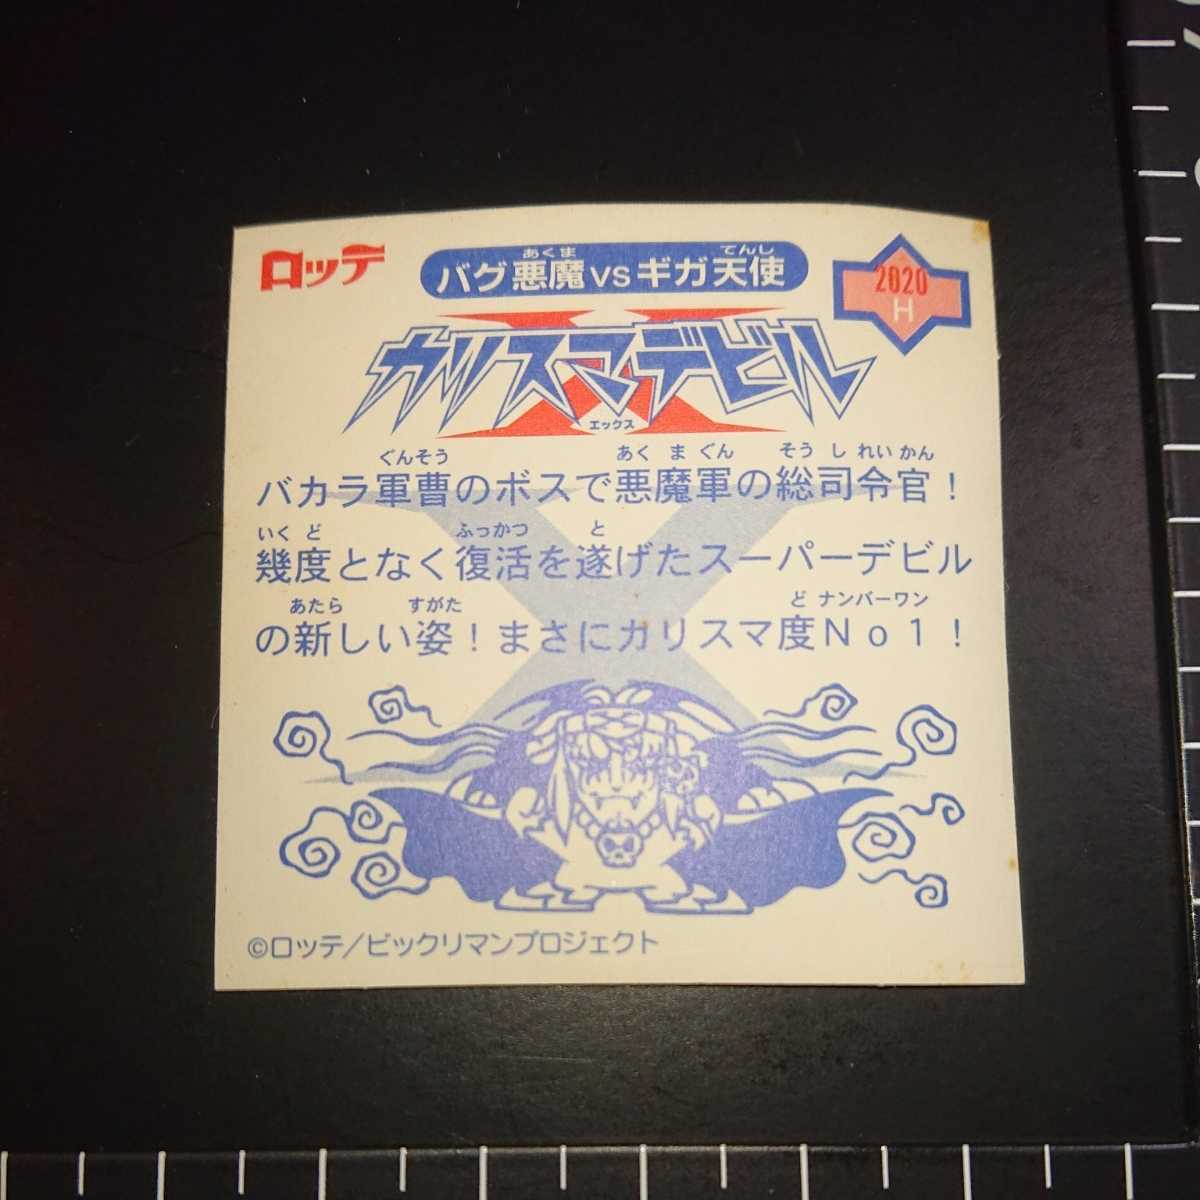 ロッテ
バグ悪魔vsギガ天使
あくま てんし
2020
H
カリスマデビル
X
エックス
ぐんそう あくまぐん そうしれいかん
バカラ軍曹のボスで悪魔軍の総司令官！
いくど ふっかつ と
幾度となく復活を遂げたスーパーデビル
あたら すがた ど ナンバーワン
の新しい姿！まさにカリスマ度No1！
©ロッテ/ビックリマンプロジェクト